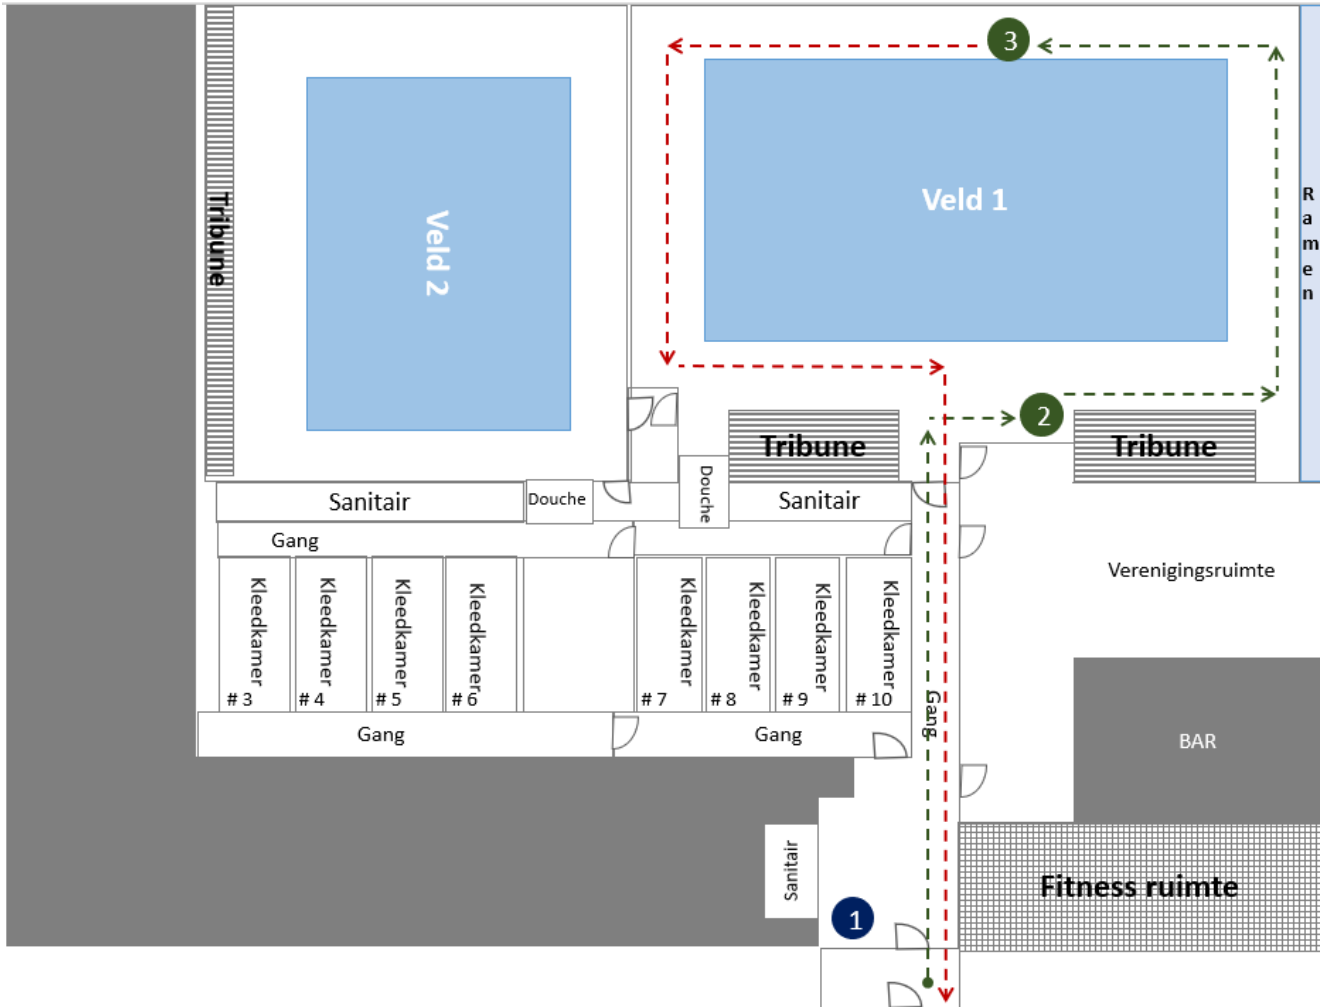 3
Veld 1
Ramen
Tribune
Veld 2
2
Tribune
Tribune
Sanitair
Douche
Douche
Sanitair
Gang
Verenigingsruimte
Kleedkamer
# 3
Kleedkamer
# 4
Kleedkamer
# 5
Kleedkamer
# 6
Kleedkamer
# 7
Kleedkamer
# 8
Kleedkamer
# 9
Kleedkamer
# 10
Gang
Gang
Gang
BAR
Sanitair
Fitness ruimte
1